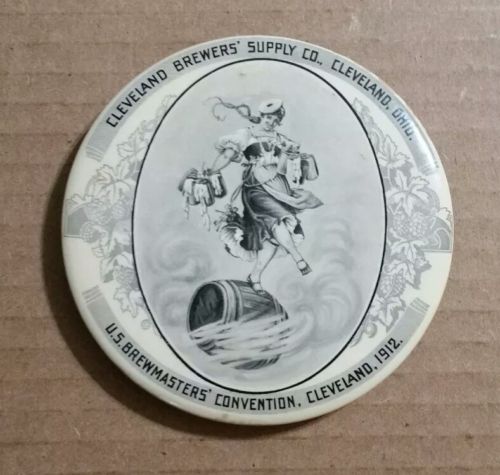 CLEVELAND BREWERS' SUPPLY CO., CLEVELAND, OHIO.
U.S. BREWMASTERS' CONVENTION, CLEVELAND, 1912.